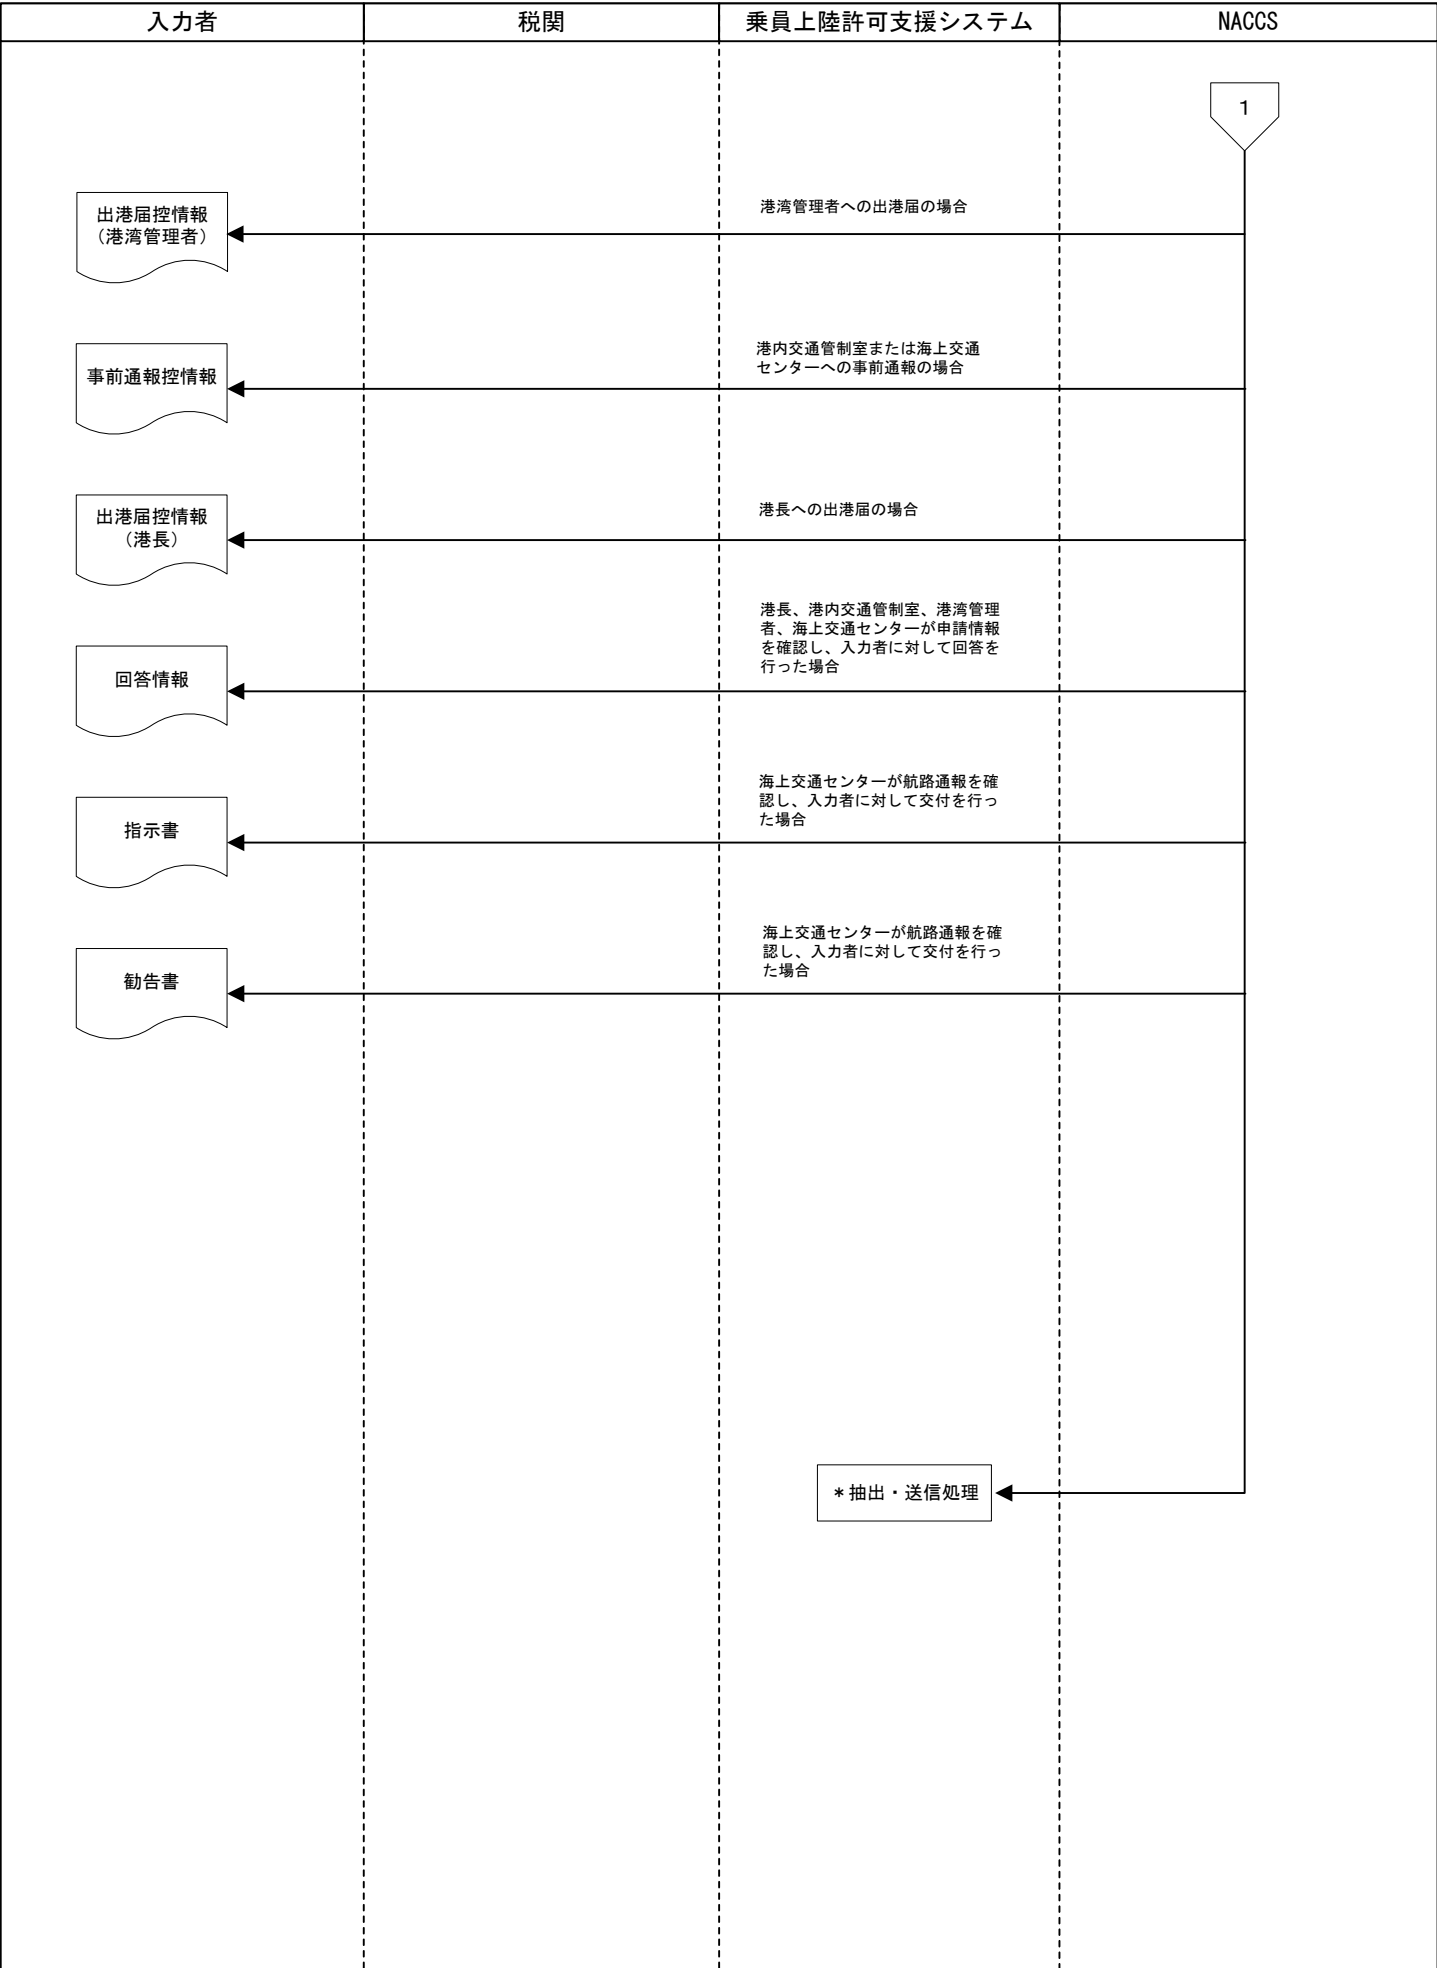 入力者
税関
乗員上陸許可支援システム
NACCS
1
港湾管理者への出港届の場合
出港届控情報
（港湾管理者）
港内交通管制室または海上交通
センターへの事前通報の場合
事前通報控情報
港長への出港届の場合
出港届控情報
（港長）
港長、港内交通管制室、港湾管理
者、海上交通センターが申請情報
を確認し、入力者に対して回答を
行った場合
回答情報
海上交通センターが航路通報を確
認し、入力者に対して交付を行っ
た場合
指示書
海上交通センターが航路通報を確
認し、入力者に対して交付を行っ
た場合
勧告書
＊抽出・送信処理